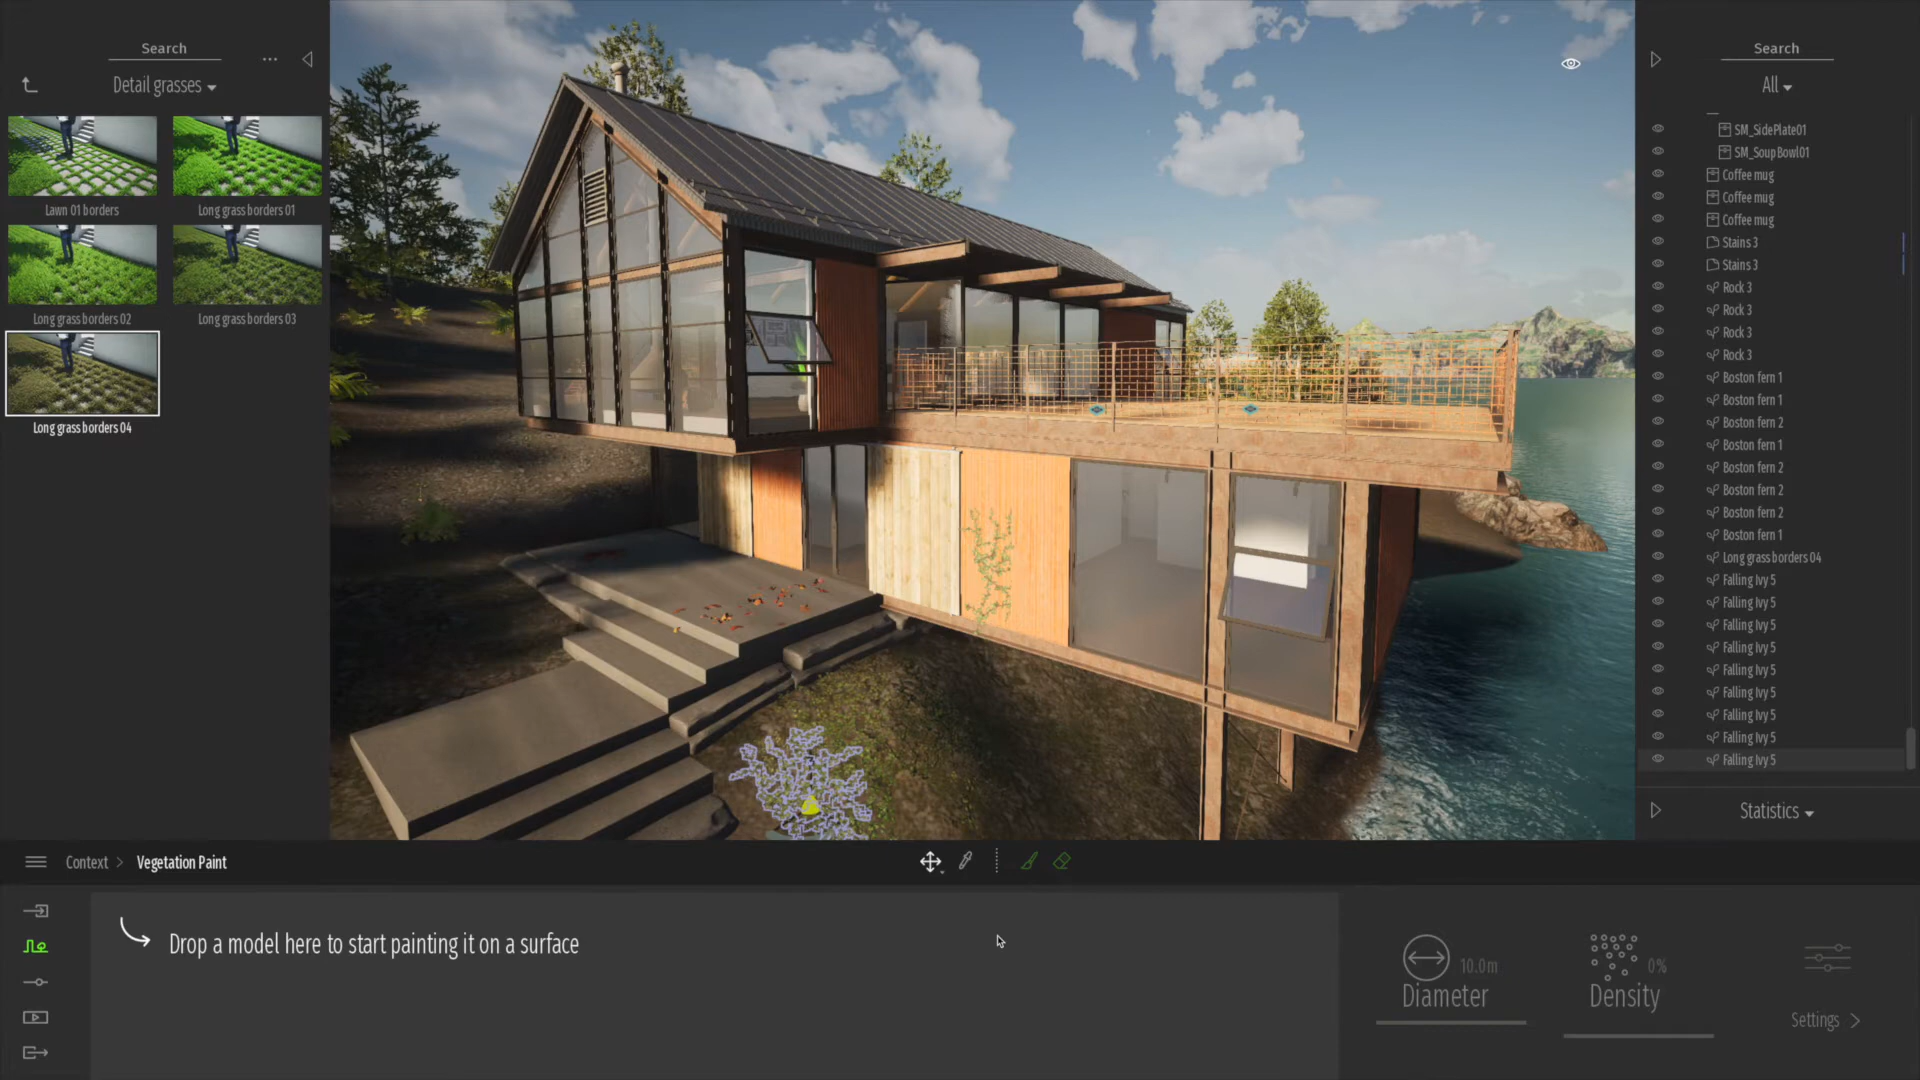 Search
...
Detail grasses
Lawn 01 borders
Long grass borders 01
Long grass borders 02
Long grass borders 03
Long grass borders 04
Search
All
SM_SidePlate01
SM_SoupBowl01
Coffee mug
Coffee mug
Coffee mug
Stains 3
Stains 3
Rock 3
Rock 3
Rock 3
Rock 3
Boston fern 1
Boston fern 1
Boston fern 2
Boston fern 1
Boston fern 2
Boston fern 2
Boston fern 2
Boston fern 1
Long grass borders 04
Falling Ivy 5
Falling Ivy 5
Falling Ivy 5
Falling Ivy 5
Falling Ivy 5
Falling Ivy 5
Falling Ivy 5
Falling Ivy 5
Falling Ivy 5
Statistics
Context > Vegetation Paint
Drop a model here to start painting it on a surface
10.0m
Diameter
0%
Density
Settings